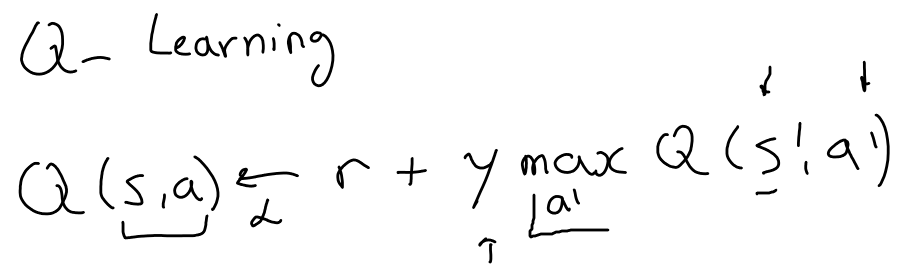 Q- Learning
Q(s,a) ←α r + γ max a' Q(s',a')